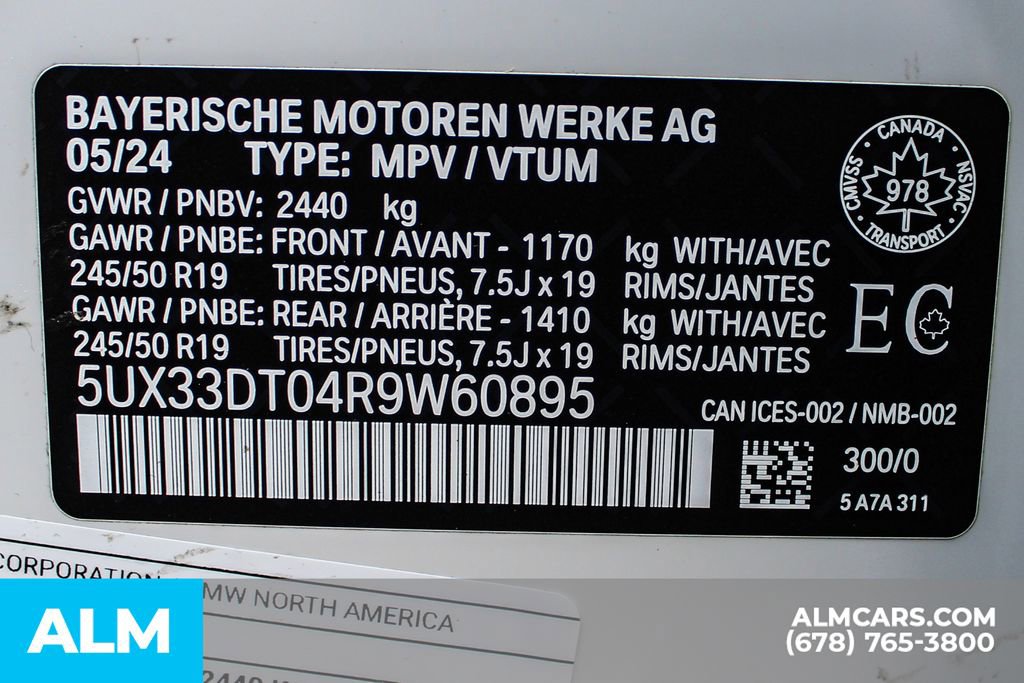 BAYERISCHE MOTOREN WERKE AG
05/24 TYPE: MPV / VTUM
GVWR / PNBV: 2440 kg
GAWR / PNBE: FRONT / AVANT - 1170 kg WITH/AVEC
245/50 R19 TIRES/PNEUS, 7.5J x 19 RIMS/JANTES
GAWR / PNBE: REAR / ARRIÈRE - 1410 kg WITH/AVEC
245/50 R19 TIRES/PNEUS, 7.5J x 19 RIMS/JANTES
5UX33DT04R9W60895
CANADA
CMVSS · NSVAC
978
TRANSPORT
EC
CAN ICES-002 / NMB-002
300/0
5 A7A 311
CORPORATION
MW NORTH AMERICA
ALM
ALMCARS.COM
(678) 765-3800